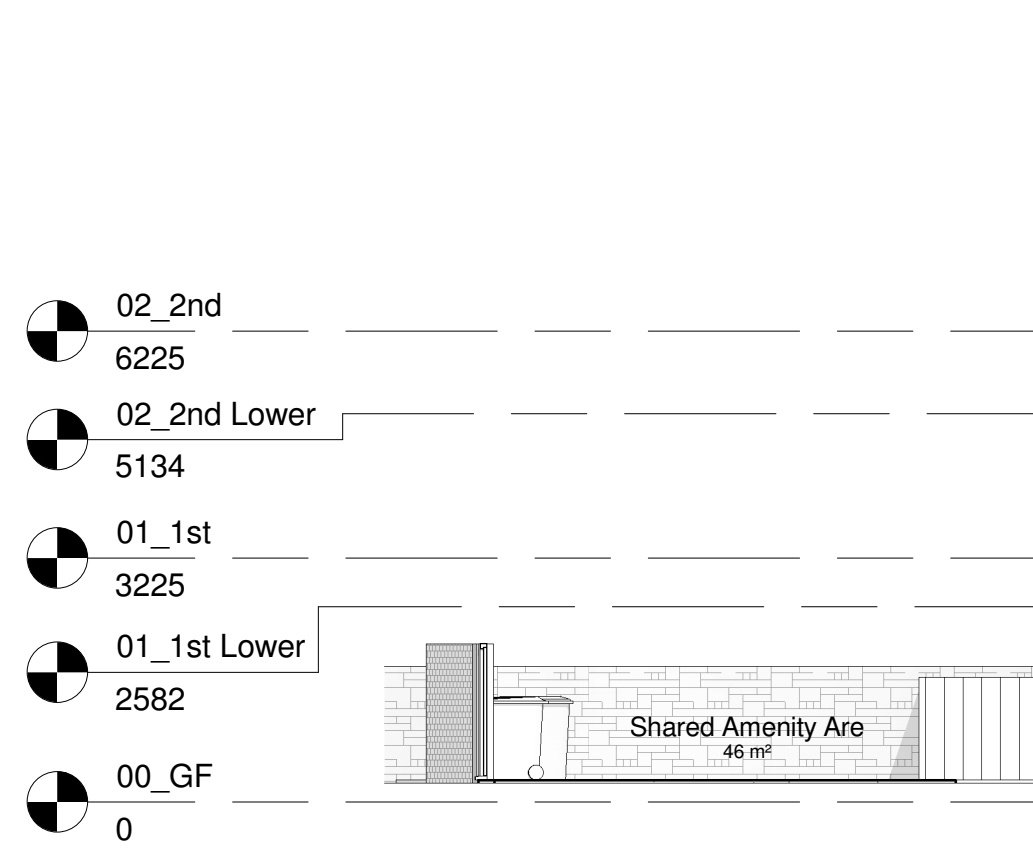 02_2nd
6225
02_2nd Lower
5134
01_1st
3225
01_1st Lower
2582
Shared Amenity Are
46 m²
00_GF
0